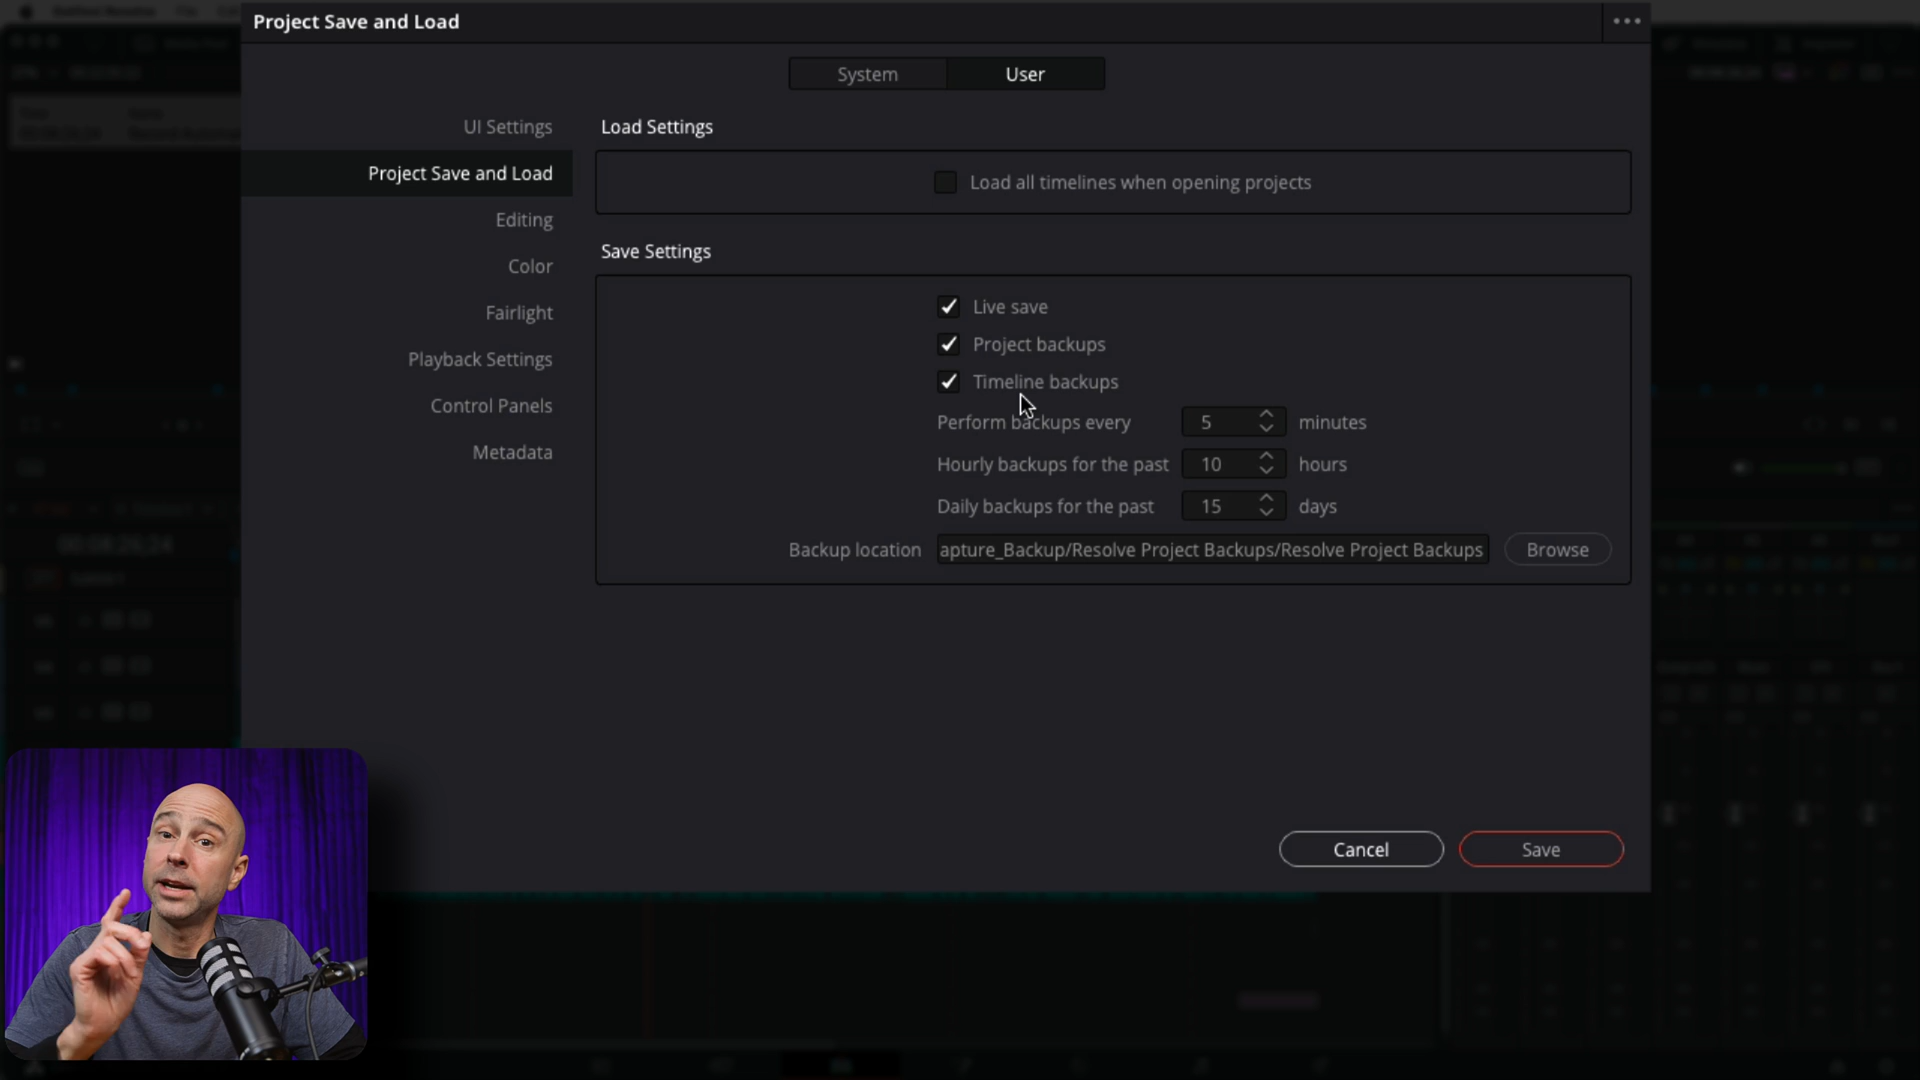 Project Save and Load
System User
UI Settings
Project Save and Load
Editing
Color
Fairlight
Playback Settings
Control Panels
Metadata
Load Settings
Load all timelines when opening projects
Save Settings
Live save
Project backups
Timeline backups
Perform backups every 5 minutes
Hourly backups for the past 10 hours
Daily backups for the past 15 days
Backup location apture_Backup/Resolve Project Backups/Resolve Project Backups Browse
Cancel Save